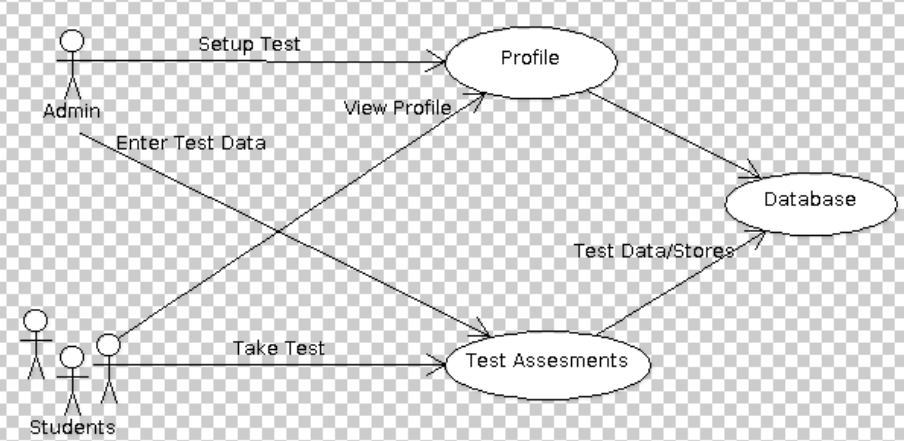 Setup Test
Profile
Admin
View Profile
Enter Test Data
Database
Test Data/Stores
Take Test
Test Assesments
Students